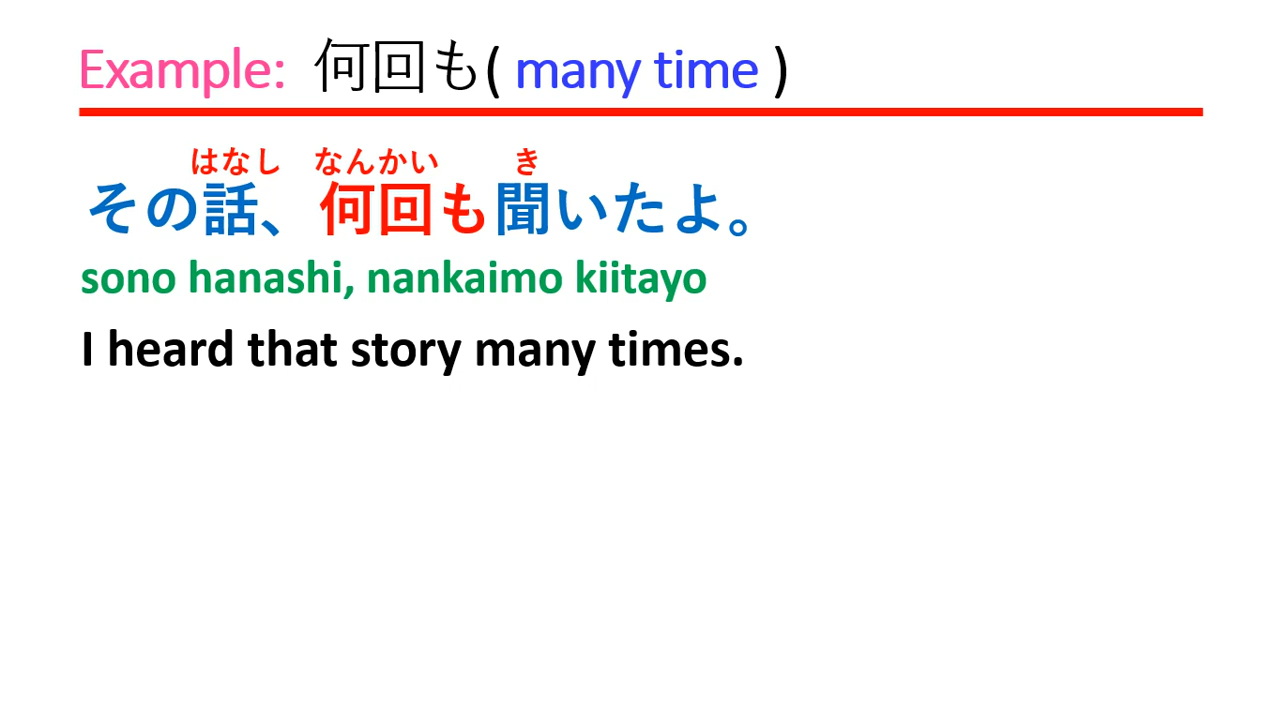 Example: 何回も( many time )
はなし なんかい き
その話、何回も聞いたよ。
sono hanashi, nankaimo kiitayo
I heard that story many times.